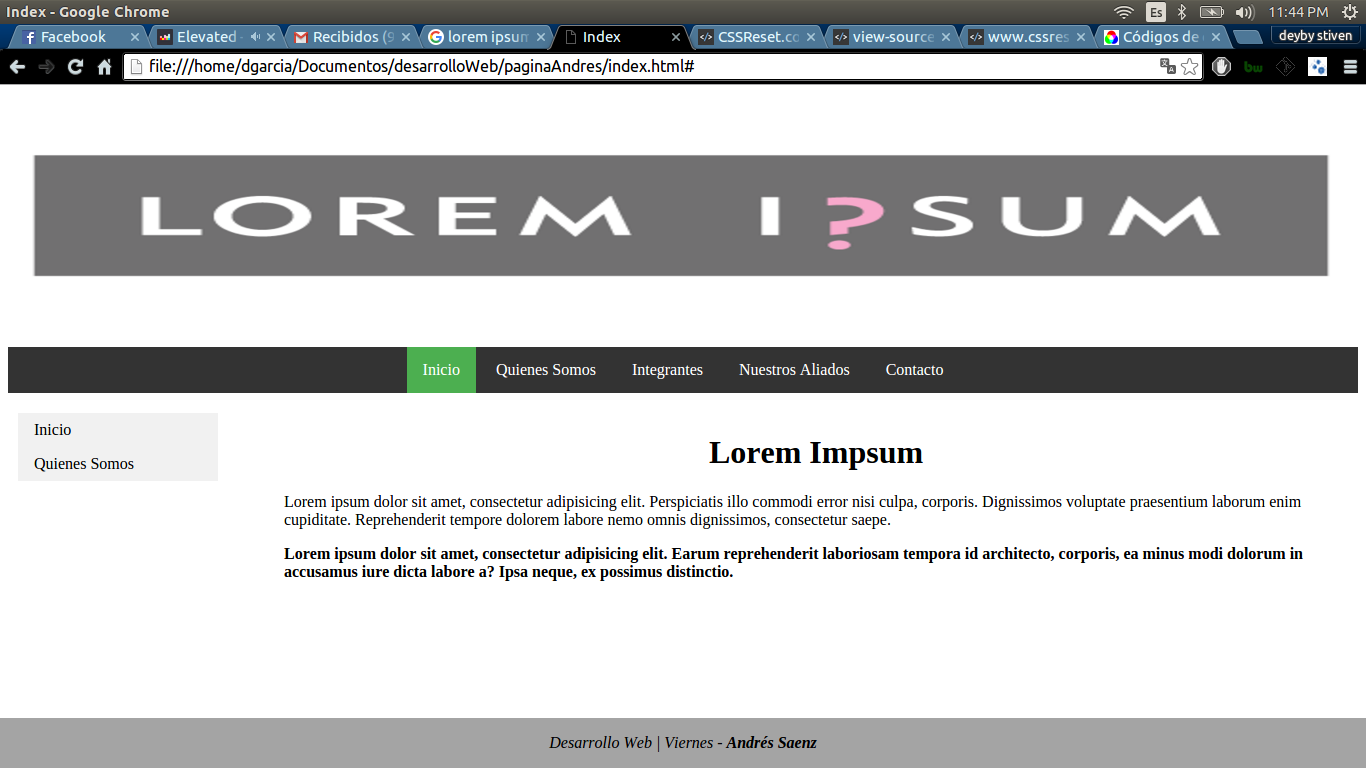 Index - Google Chrome
Es
11:44 PM
Facebook
Elevated
Recibidos (9
lorem ipsum
Index
CSSReset.co
view-source
www.cssres
Códigos de
deyby stiven
file:///home/dgarcia/Documentos/desarrolloWeb/paginaAndres/index.html#
bw
LOREM I?SUM
Inicio
Quienes Somos
Integrantes
Nuestros Aliados
Contacto
Inicio
Quienes Somos
Lorem Impsum
Lorem ipsum dolor sit amet, consectetur adipisicing elit. Perspiciatis illo commodi error nisi culpa, corporis. Dignissimos voluptate praesentium laborum enim
cupiditate. Reprehenderit tempore dolorem labore nemo omnis dignissimos, consectetur saepe.
Lorem ipsum dolor sit amet, consectetur adipisicing elit. Earum reprehenderit laboriosam tempora id architecto, corporis, ea minus modi dolorum in
accusamus iure dicta labore a? Ipsa neque, ex possimus distinctio.
Desarrollo Web | Viernes - Andrés Saenz